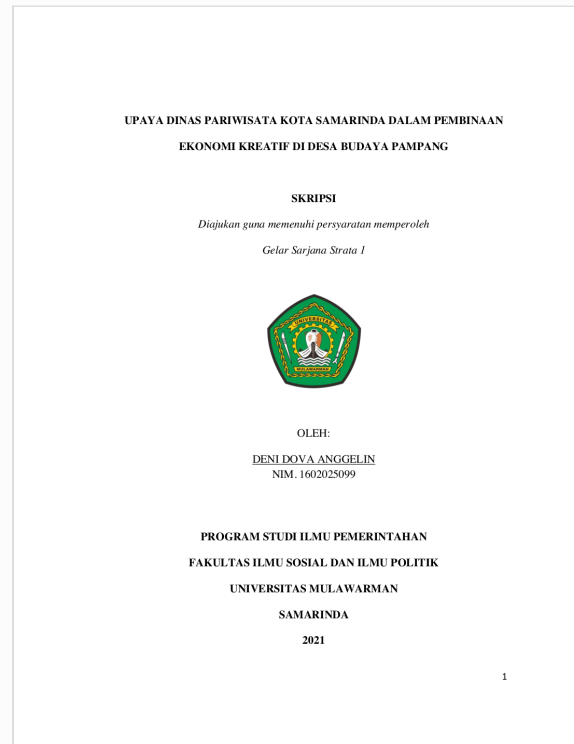 UPAYA DINAS PARIWISATA KOTA SAMARINDA DALAM PEMBINAAN
EKONOMI KREATIF DI DESA BUDAYA PAMPANG
SKRIPSI
Diajukan guna memenuhi persyaratan memperoleh
Gelar Sarjana Strata 1
UNIVERSITAS
MULAWARMAN
OLEH:
DENI DOVA ANGGELIN
NIM. 1602025099
PROGRAM STUDI ILMU PEMERINTAHAN
FAKULTAS ILMU SOSIAL DAN ILMU POLITIK
UNIVERSITAS MULAWARMAN
SAMARINDA
2021
1